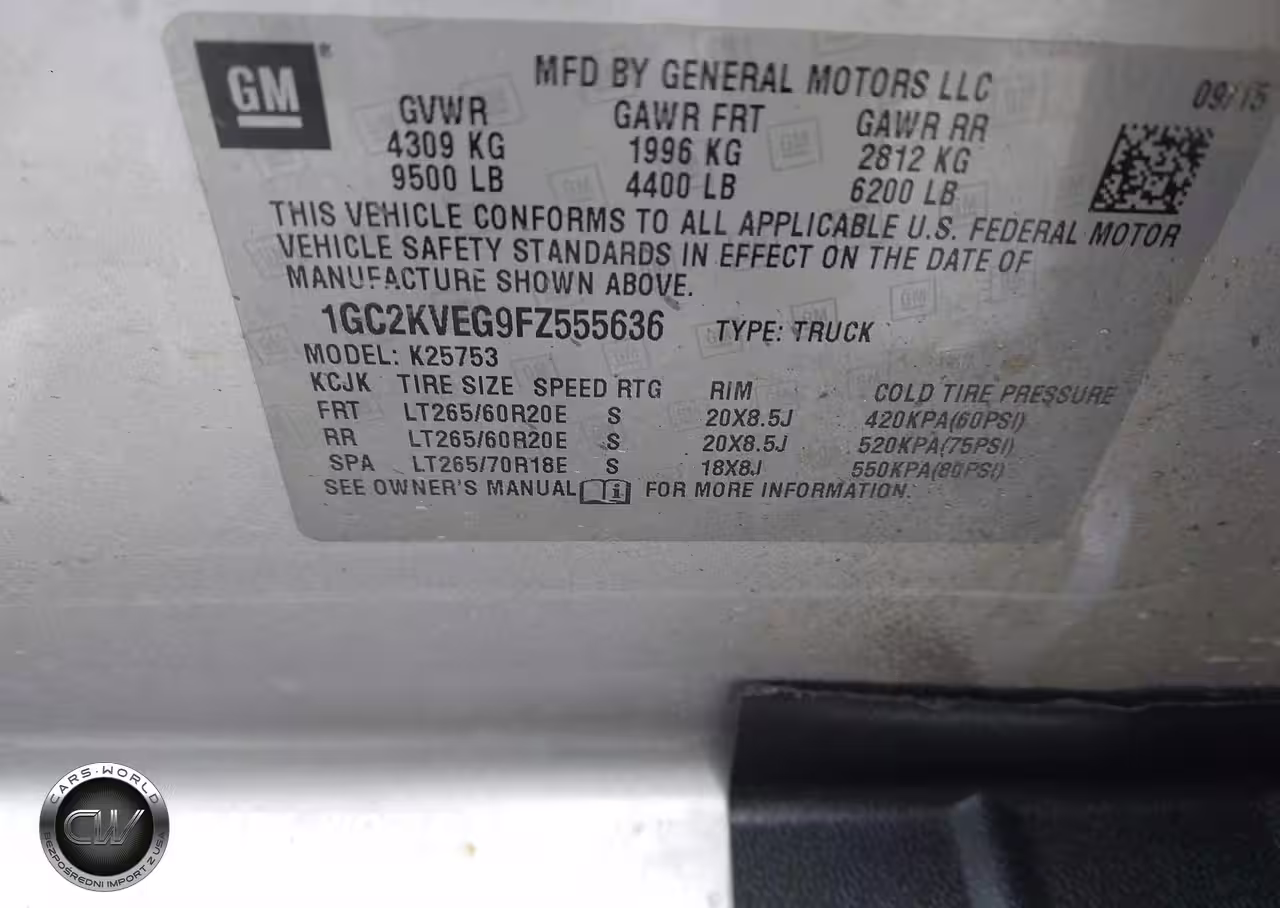 GM
MFD BY GENERAL MOTORS LLC
09/15
GVWR GAWR FRT GAWR RR
4309 KG 1996 KG 2812 KG
9500 LB 4400 LB 6200 LB
THIS VEHICLE CONFORMS TO ALL APPLICABLE U.S. FEDERAL MOTOR
VEHICLE SAFETY STANDARDS IN EFFECT ON THE DATE OF
MANUFACTURE SHOWN ABOVE.
1GC2KVEG9FZ555636 TYPE: TRUCK
MODEL: K25753
KCJK TIRE SIZE SPEED RTG RIM COLD TIRE PRESSURE
FRT LT265/60R20E S 20X8.5J 420KPA(60PSI)
RR LT265/60R20E S 20X8.5J 520KPA(75PSI)
SPA LT265/70R18E S 18X8J 550KPA(80PSI)
SEE OWNER'S MANUAL i FOR MORE INFORMATION.
CARS-WORLD
CW
BEZPOŚREDNI IMPORT Z USA